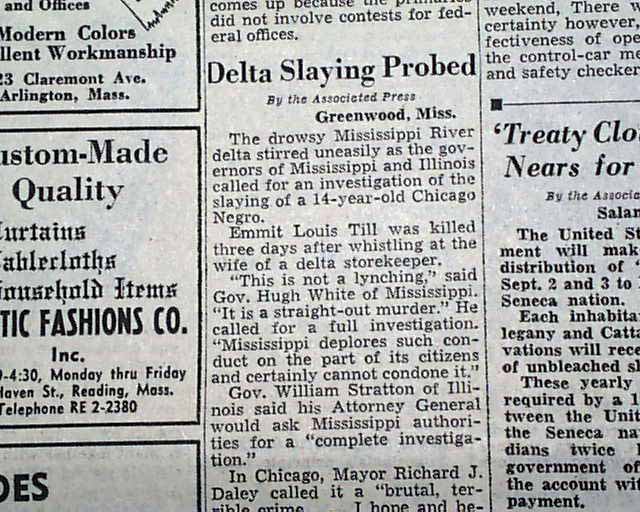 and Offices
Modern Colors
llent Workmanship
23 Claremont Ave.
Arlington, Mass.
ustom-Made
Quality
urtains
ablecloths
ousehold Items
TIC FASHIONS CO.
Inc.
9-4:30, Monday thru Friday
Haven St., Reading, Mass.
Telephone RE 2-2380
DES
comes up because the primaries
did not involve contests for fed-
eral offices.
Delta Slaying Probed
By the Associated Press
Greenwood, Miss.
The drowsy Mississippi River
delta stirred uneasily as the gov-
ernors of Mississippi and Illinois
called for an investigation of the
slaying of a 14-year-old Chicago
Negro.
Emmit Louis Till was killed
three days after whistling at the
wife of a delta storekeeper.
"This is not a lynching," said
Gov. Hugh White of Mississippi.
"It is a straight-out murder." He
called for a full investigation.
"Mississippi deplores such con-
duct on the part of its citizens
and certainly cannot condone it."
Gov. William Stratton of Illi-
nois said his Attorney General
would ask Mississippi authori-
ties for a "complete investiga-
tion."
In Chicago, Mayor Richard J.
Daley called it a "brutal, ter-
rible crime. . . . I hope and be-
weekend, There w
certainty however,
fectiveness of ope
the control-car me
and safety checker
'Treaty Clo
Nears for
By the Associa
Salan
The United St
ment will mak
distribution of '
Sept. 2 and 3 to
Seneca nation.
Each inhabita
legany and Catta
vations will rece
of unbleached sh
These yearly
required by a 1
tween the Unit
the Seneca na
dians twice
government of
the account wit
payment.